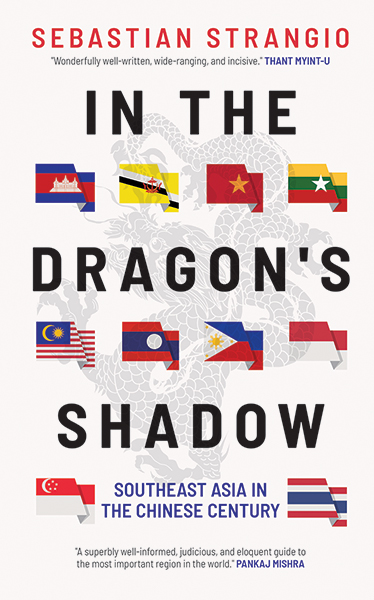 SEBASTIAN STRANGIO
"Wonderfully well-written, wide-ranging, and incisive." THANT MYINT-U
IN THE
DRAGON'S
SHADOW
SOUTHEAST ASIA IN
THE CHINESE CENTURY
"A superbly well-informed, judicious, and eloquent guide to
the most important region in the world." PANKAJ MISHRA